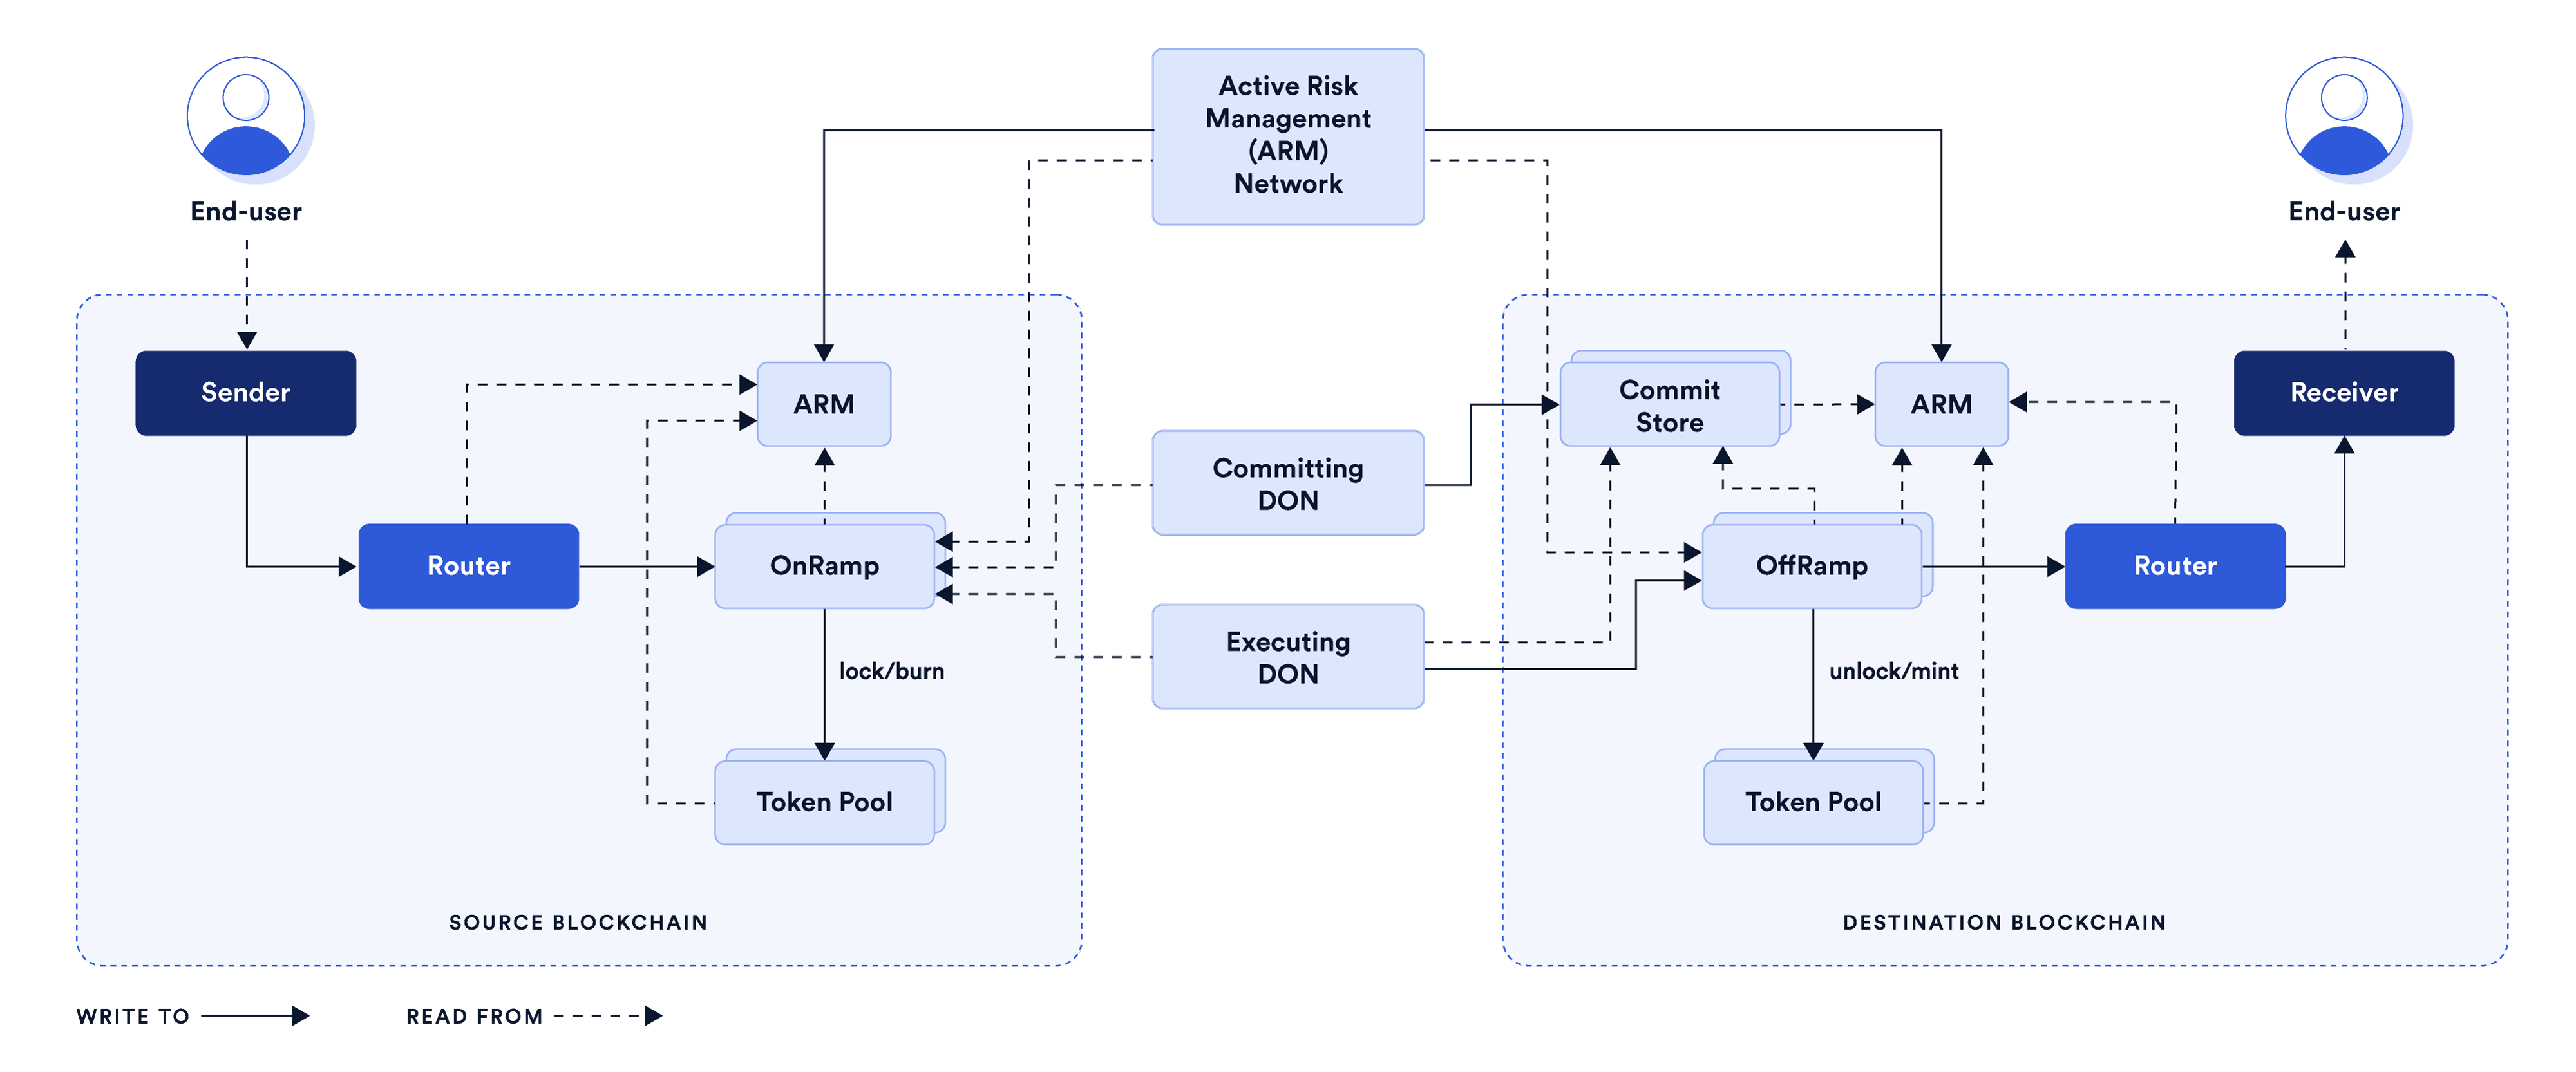 Active Risk
Management
(ARM)
Network
End-user
End-user
Sender
ARM
Commit
Store
ARM
Receiver
Committing
DON
Router
OnRamp
OffRamp
Router
Executing
DON
lock/burn
unlock/mint
Token Pool
Token Pool
SOURCE BLOCKCHAIN
DESTINATION BLOCKCHAIN
WRITE TO
READ FROM